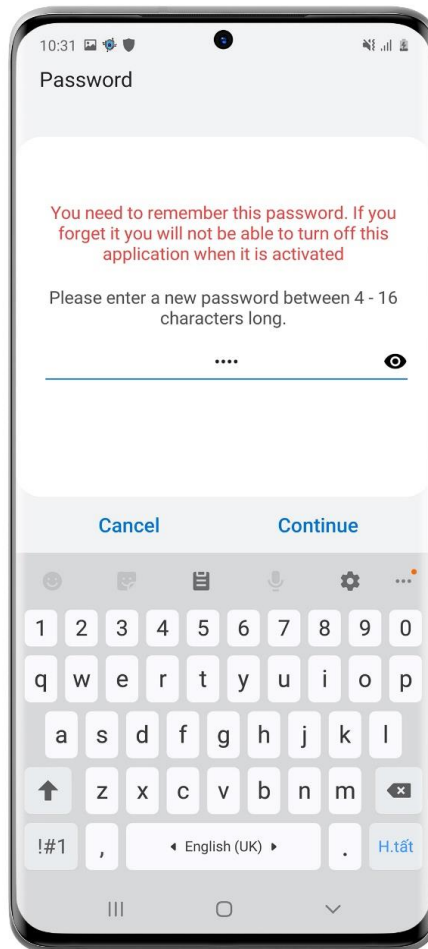 10:31
Password
You need to remember this password. If you
forget it you will not be able to turn off this
application when it is activated
Please enter a new password between 4 - 16
characters long.
••••
Cancel Continue
1 2 3 4 5 6 7 8 9 0
q w e r t y u i o p
a s d f g h j k l
z x c v b n m
!#1 , ◂ English (UK) ▸ . H.tất